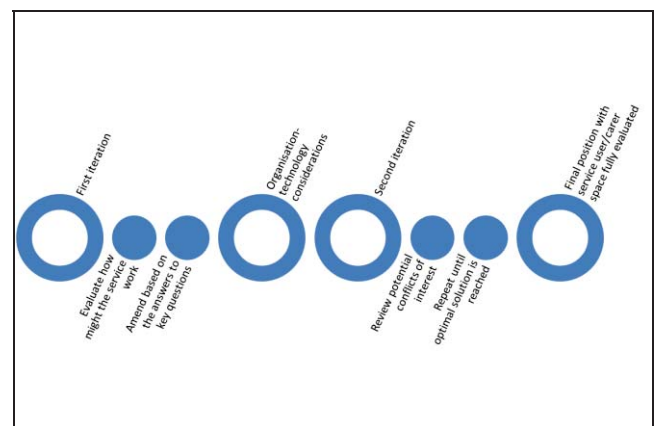 First iteration
Evaluate how
might the service
work
Amend based on
the answers to
key questions
Organisation-
technology
considerations
Second iteration
Review potential
conflicts of
interest
Repeat until
optimal solution is
reached
Final position with
service user/carer
space fully evaluated